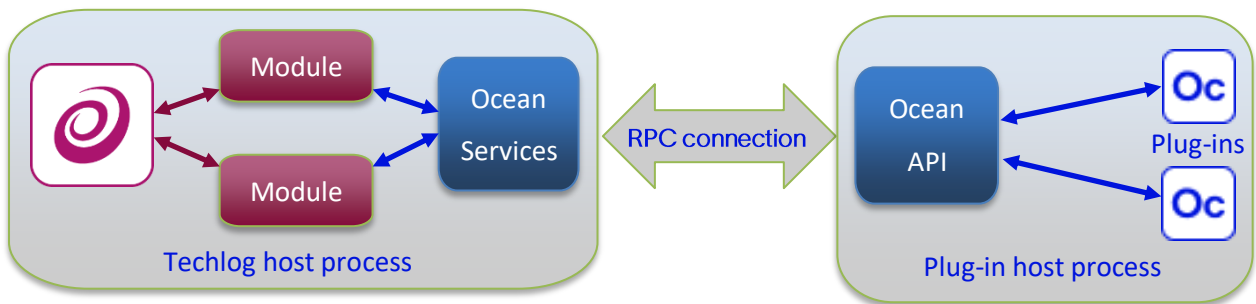 Module
Ocean
Services
Module
Techlog host process
RPC connection
Ocean
API
Oc
Plug-ins
Oc
Plug-in host process